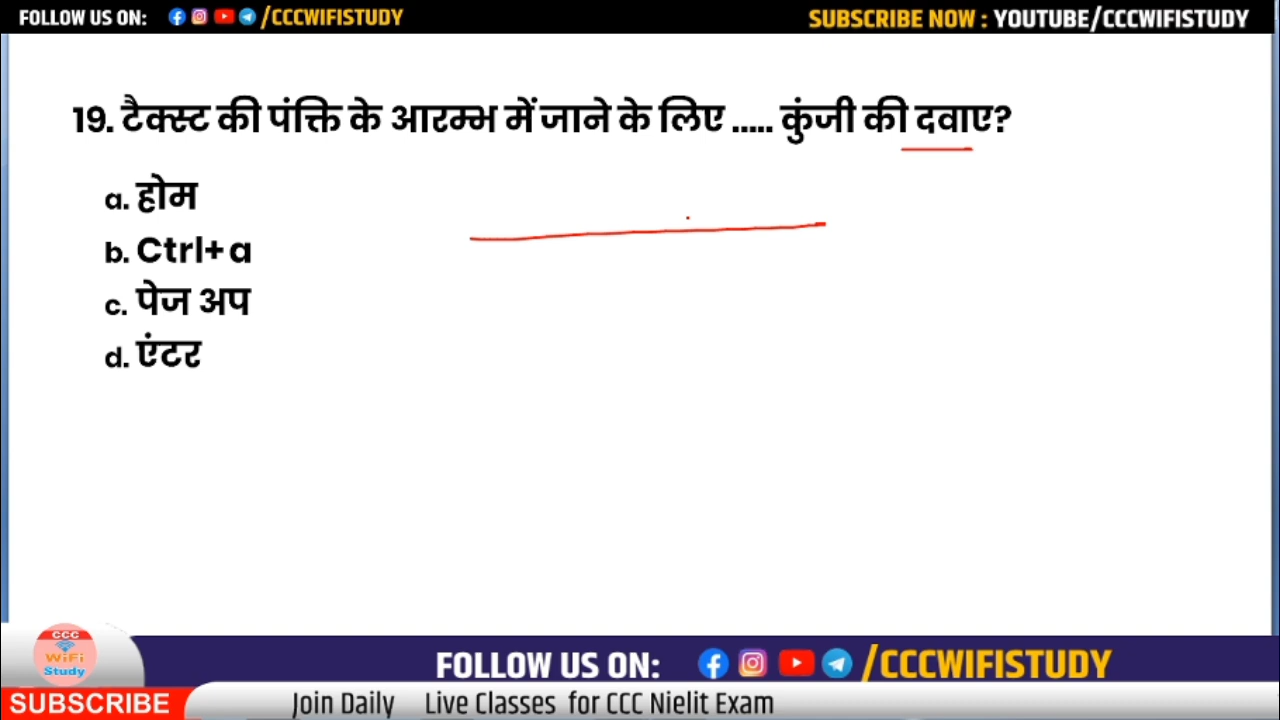 FOLLOW US ON: /CCCWIFISTUDY SUBSCRIBE NOW : YOUTUBE/CCCWIFISTUDY
19. टैक्स्ट की पंक्ति के आरम्भ में जाने के लिए ..... कुंजी की दवाए?
a. होम
b. Ctrl+a
c. पेज अप
d. एंटर
CCC
WiFi
Study
FOLLOW US ON: /CCCWIFISTUDY
SUBSCRIBE Join Daily Live Classes for CCC Nielit Exam